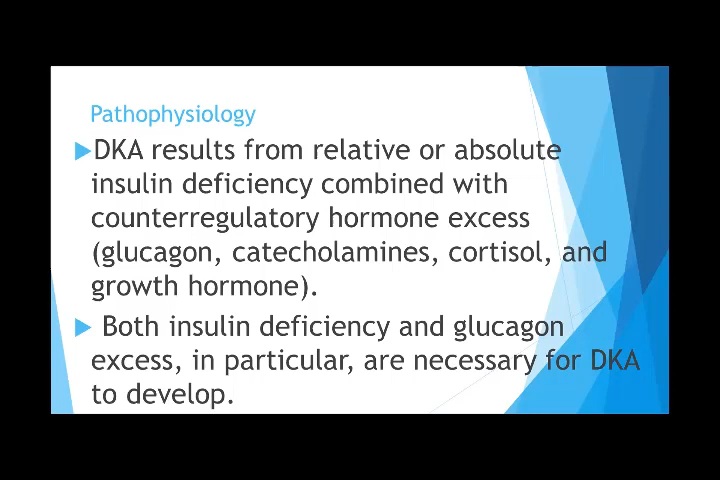 Pathophysiology
DKA results from relative or absolute
insulin deficiency combined with
counterregulatory hormone excess
(glucagon, catecholamines, cortisol, and
growth hormone).
Both insulin deficiency and glucagon
excess, in particular, are necessary for DKA
to develop.